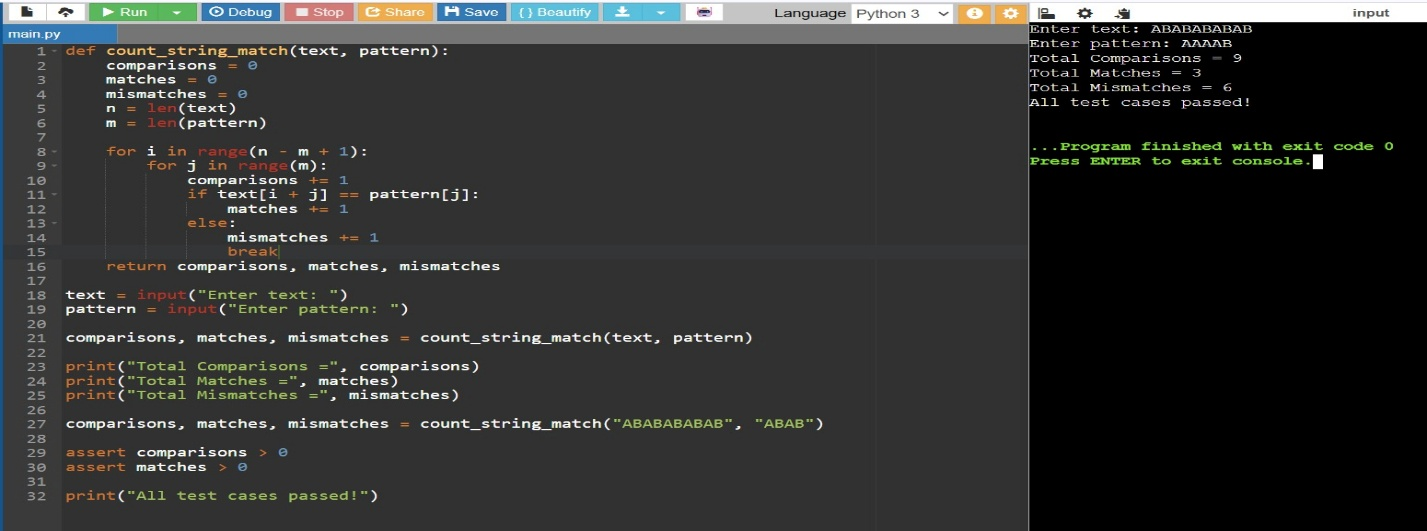 Run Debug Stop Share Save { } Beautify Language Python 3 input
main.py
1 def count_string_match(text, pattern):
2 comparisons = 0
3 matches = 0
4 mismatches = 0
5 n = len(text)
6 m = len(pattern)
7
8 for i in range(n - m + 1):
9 for j in range(m):
10 comparisons += 1
11 if text[i + j] == pattern[j]:
12 matches += 1
13 else:
14 mismatches += 1
15 break
16 return comparisons, matches, mismatches
17
18 text = input("Enter text: ")
19 pattern = input("Enter pattern: ")
20
21 comparisons, matches, mismatches = count_string_match(text, pattern)
22
23 print("Total Comparisons =", comparisons)
24 print("Total Matches =", matches)
25 print("Total Mismatches =", mismatches)
26
27 comparisons, matches, mismatches = count_string_match("ABABABABAB", "ABAB")
28
29 assert comparisons > 0
30 assert matches > 0
31
32 print("All test cases passed!")
Enter text: ABABABABAB
Enter pattern: AAAAB
Total Comparisons = 9
Total Matches = 3
Total Mismatches = 6
All test cases passed!
...Program finished with exit code 0
Press ENTER to exit console.